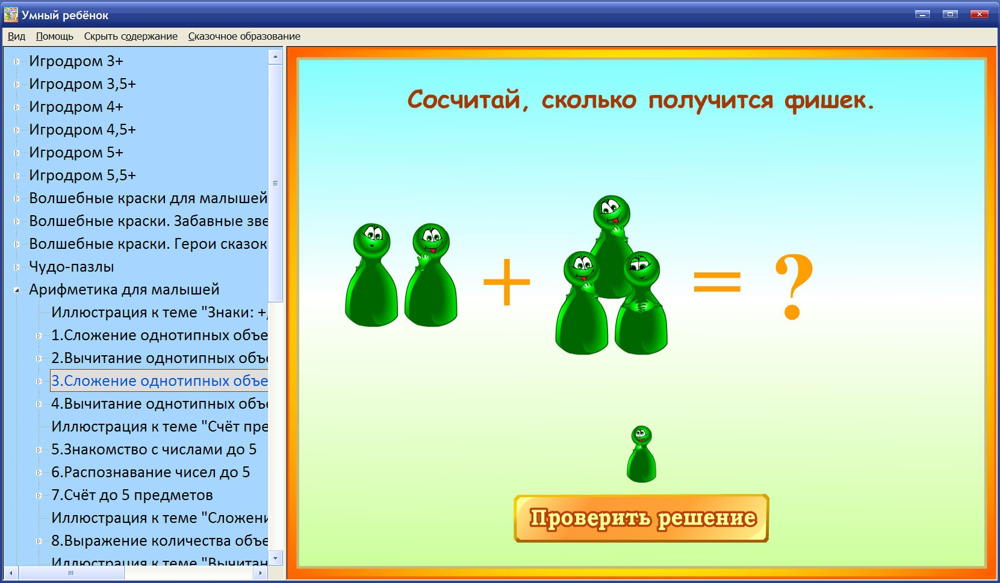 Умный ребёнок
Вид Помощь Скрыть содержание Сказочное образование
Игродром 3+
Игродром 3,5+
Игродром 4+
Игродром 4,5+
Игродром 5+
Игродром 5,5+
Волшебные краски для малышей
Волшебные краски. Забавные зве
Волшебные краски. Герои сказок
Чудо-пазлы
Арифметика для малышей
Иллюстрация к теме "Знаки: +,
1.Сложение однотипных объе
2.Вычитание однотипных объе
3.Сложение однотипных объе
4.Вычитание однотипных объе
Иллюстрация к теме "Счёт пре
5.Знакомство с числами до 5
6.Распознавание чисел до 5
7.Счёт до 5 предметов
Иллюстрация к теме "Сложени
8.Выражение количества объе
Иллюстрация к теме "Вычитан
Сосчитай, сколько получится фишек.
+ = ?
Проверить решение